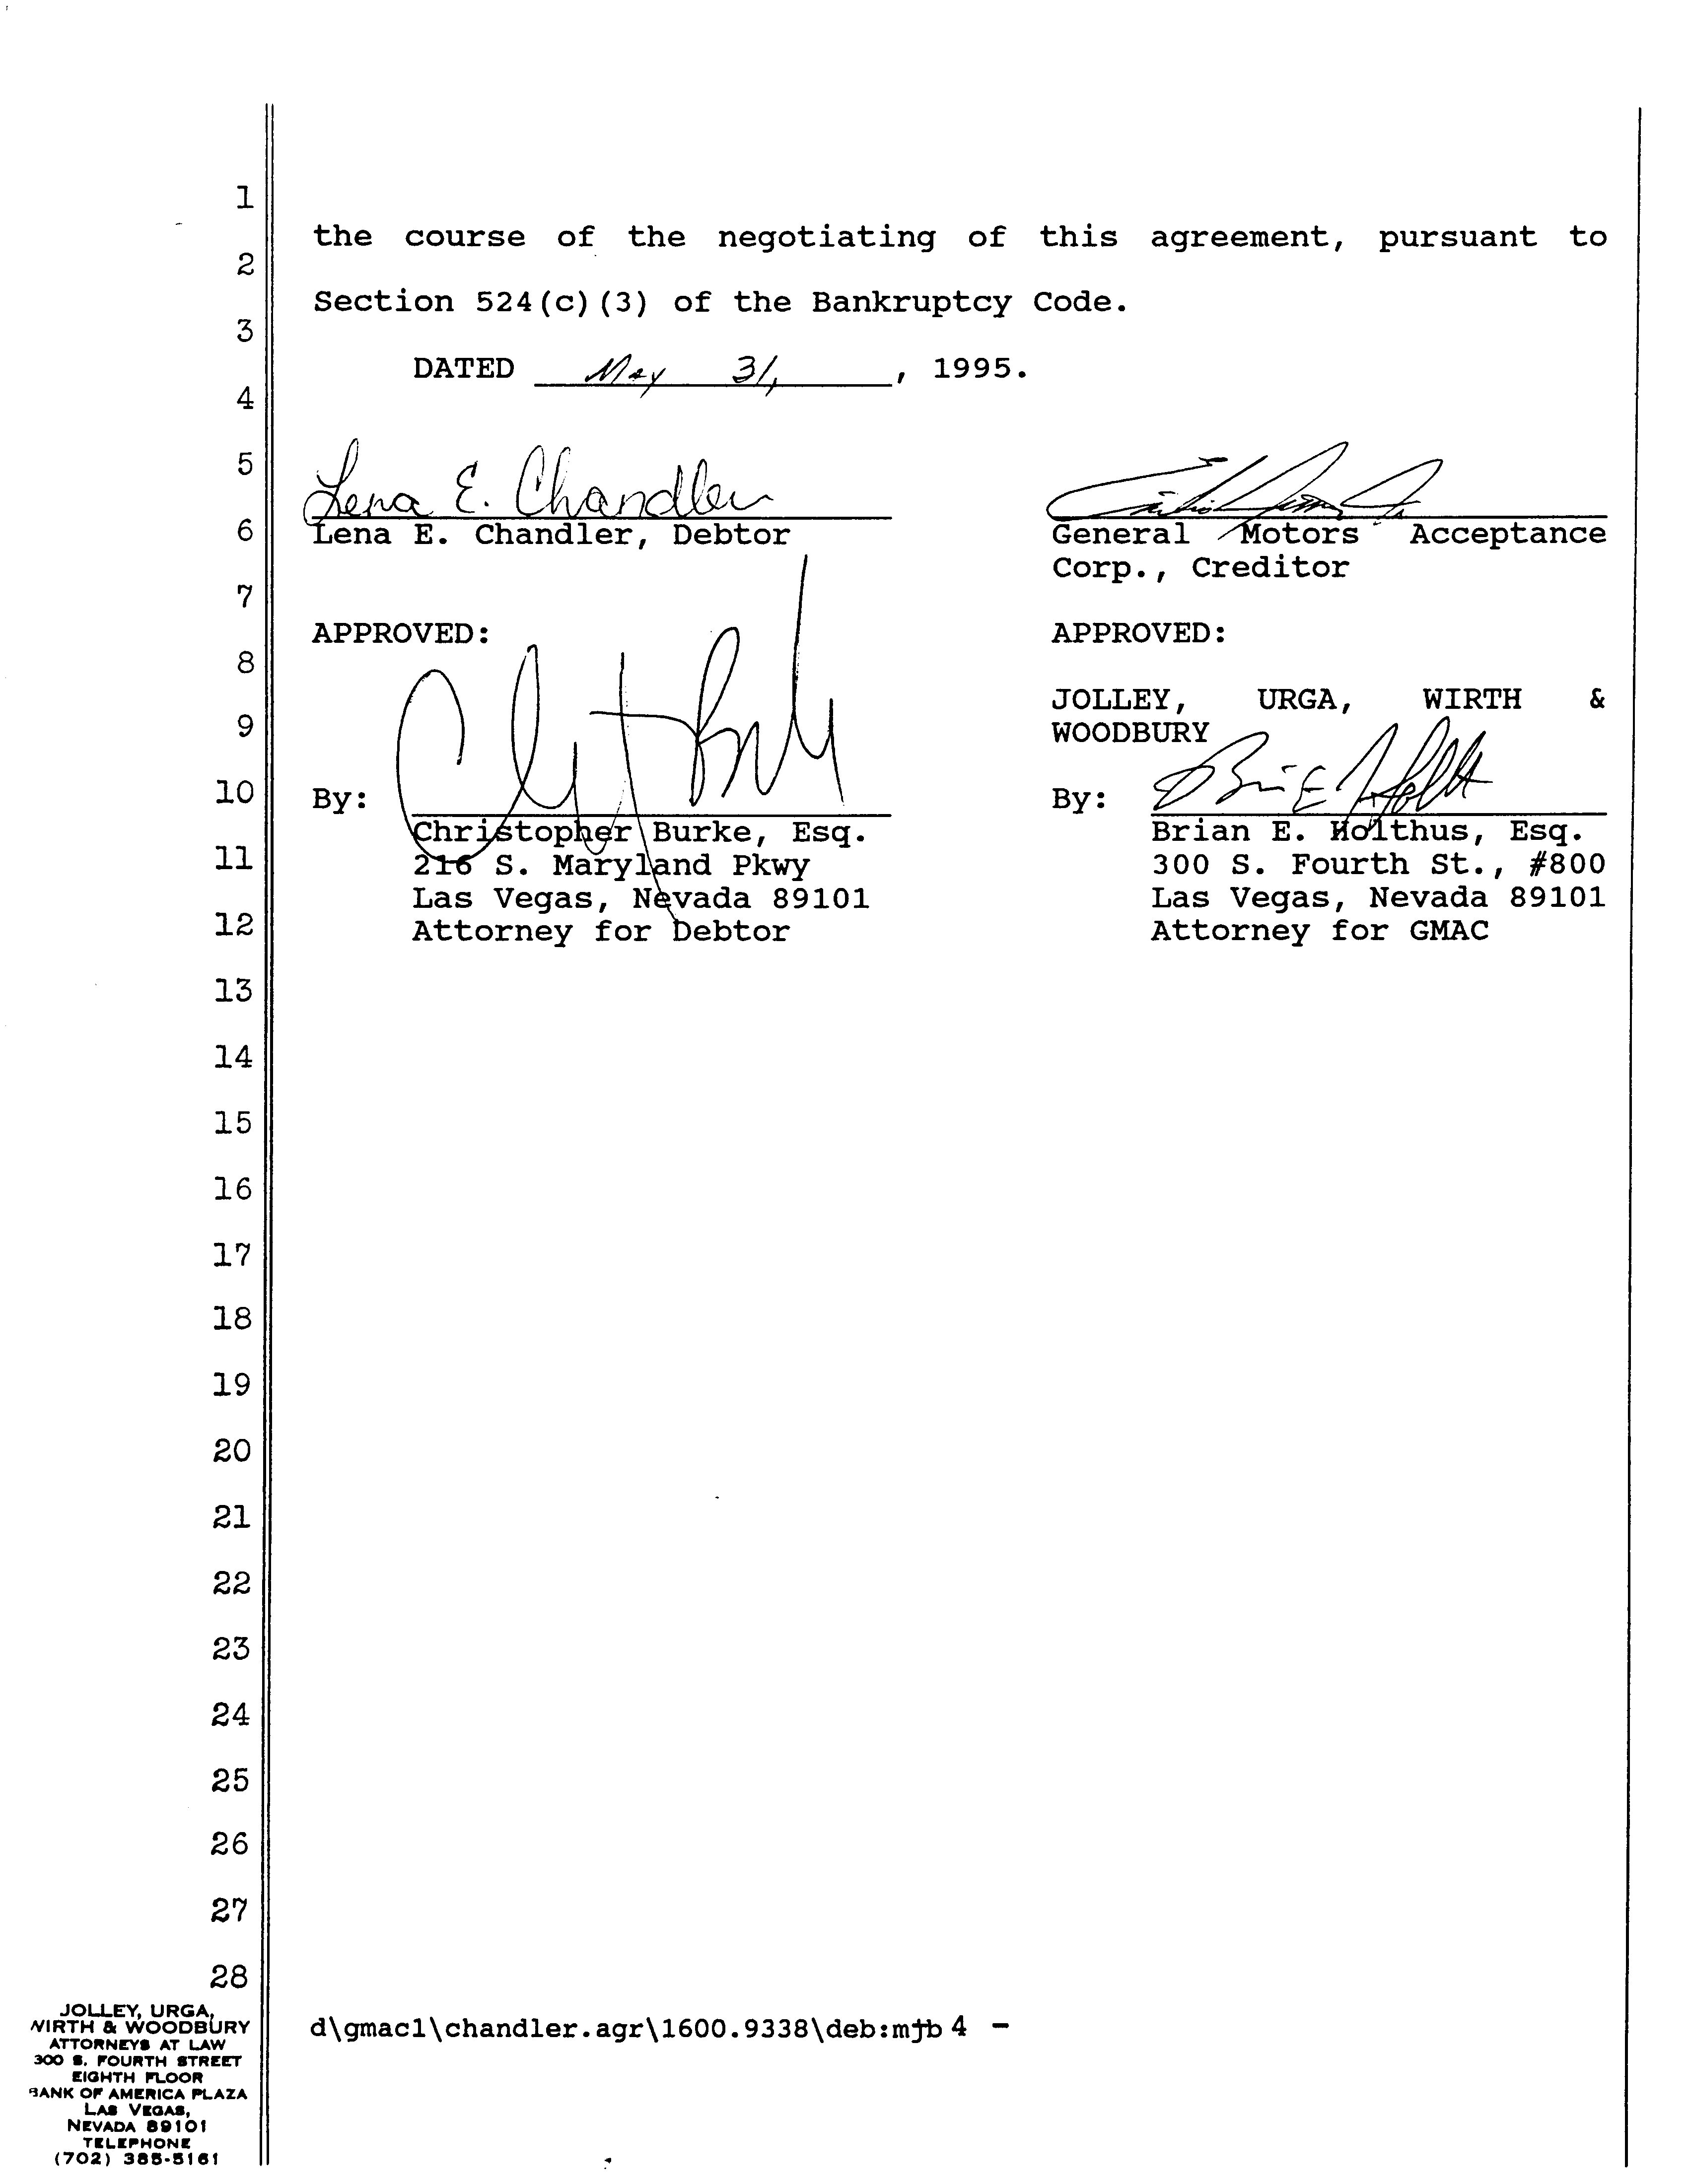 1
the course of the negotiating of this agreement, pursuant to
2
Section 524(c)(3) of the Bankruptcy Code.
3
DATED May 31, , 1995.
4
5
Lena E. Chandler
6
Lena E. Chandler, Debtor
General Motors Acceptance
Corp., Creditor
7
APPROVED:
APPROVED:
8
JOLLEY, URGA, WIRTH &
9
WOODBURY
10
By:
By: Brian E Holt
Christopher Burke, Esq.
Brian E. Holthus, Esq.
11
216 S. Maryland Pkwy
300 S. Fourth St., #800
Las Vegas, Nevada 89101
Las Vegas, Nevada 89101
12
Attorney for Debtor
Attorney for GMAC
13
14
15
16
17
18
19
20
21
22
23
24
25
26
27
28
JOLLEY, URGA,
WIRTH & WOODBURY
ATTORNEYS AT LAW
300 S. FOURTH STREET
EIGHTH FLOOR
BANK OF AMERICA PLAZA
LAS VEGAS,
NEVADA 89101
TELEPHONE
(702) 385-5161
d\gmac1\chandler.agr\1600.9338\deb:mjb 4 -